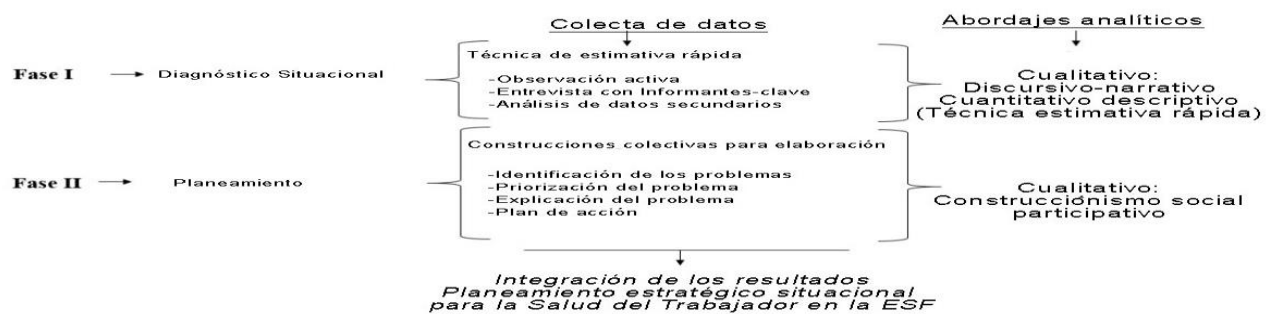 Colecta de datos
Abordajes analíticos
Fase I
Diagnóstico Situacional
Técnica de estimativa rápida
-Observación activa
-Entrevista con Informantes-clave
-Análisis de datos secundarios
Cualitativo:
Discursivo-narrativo
Cuantitativo descriptivo
(Técnica estimativa rápida)
Fase II
Planeamiento
Construcciones colectivas para elaboración
-Identificación de los problemas
-Priorización del problema
-Explicación del problema
-Plan de acción
Cualitativo:
Construcciónismo social
participativo
Integración de los resultados
Planeamiento estratégico situacional
para la Salud del Trabajador en la ESF